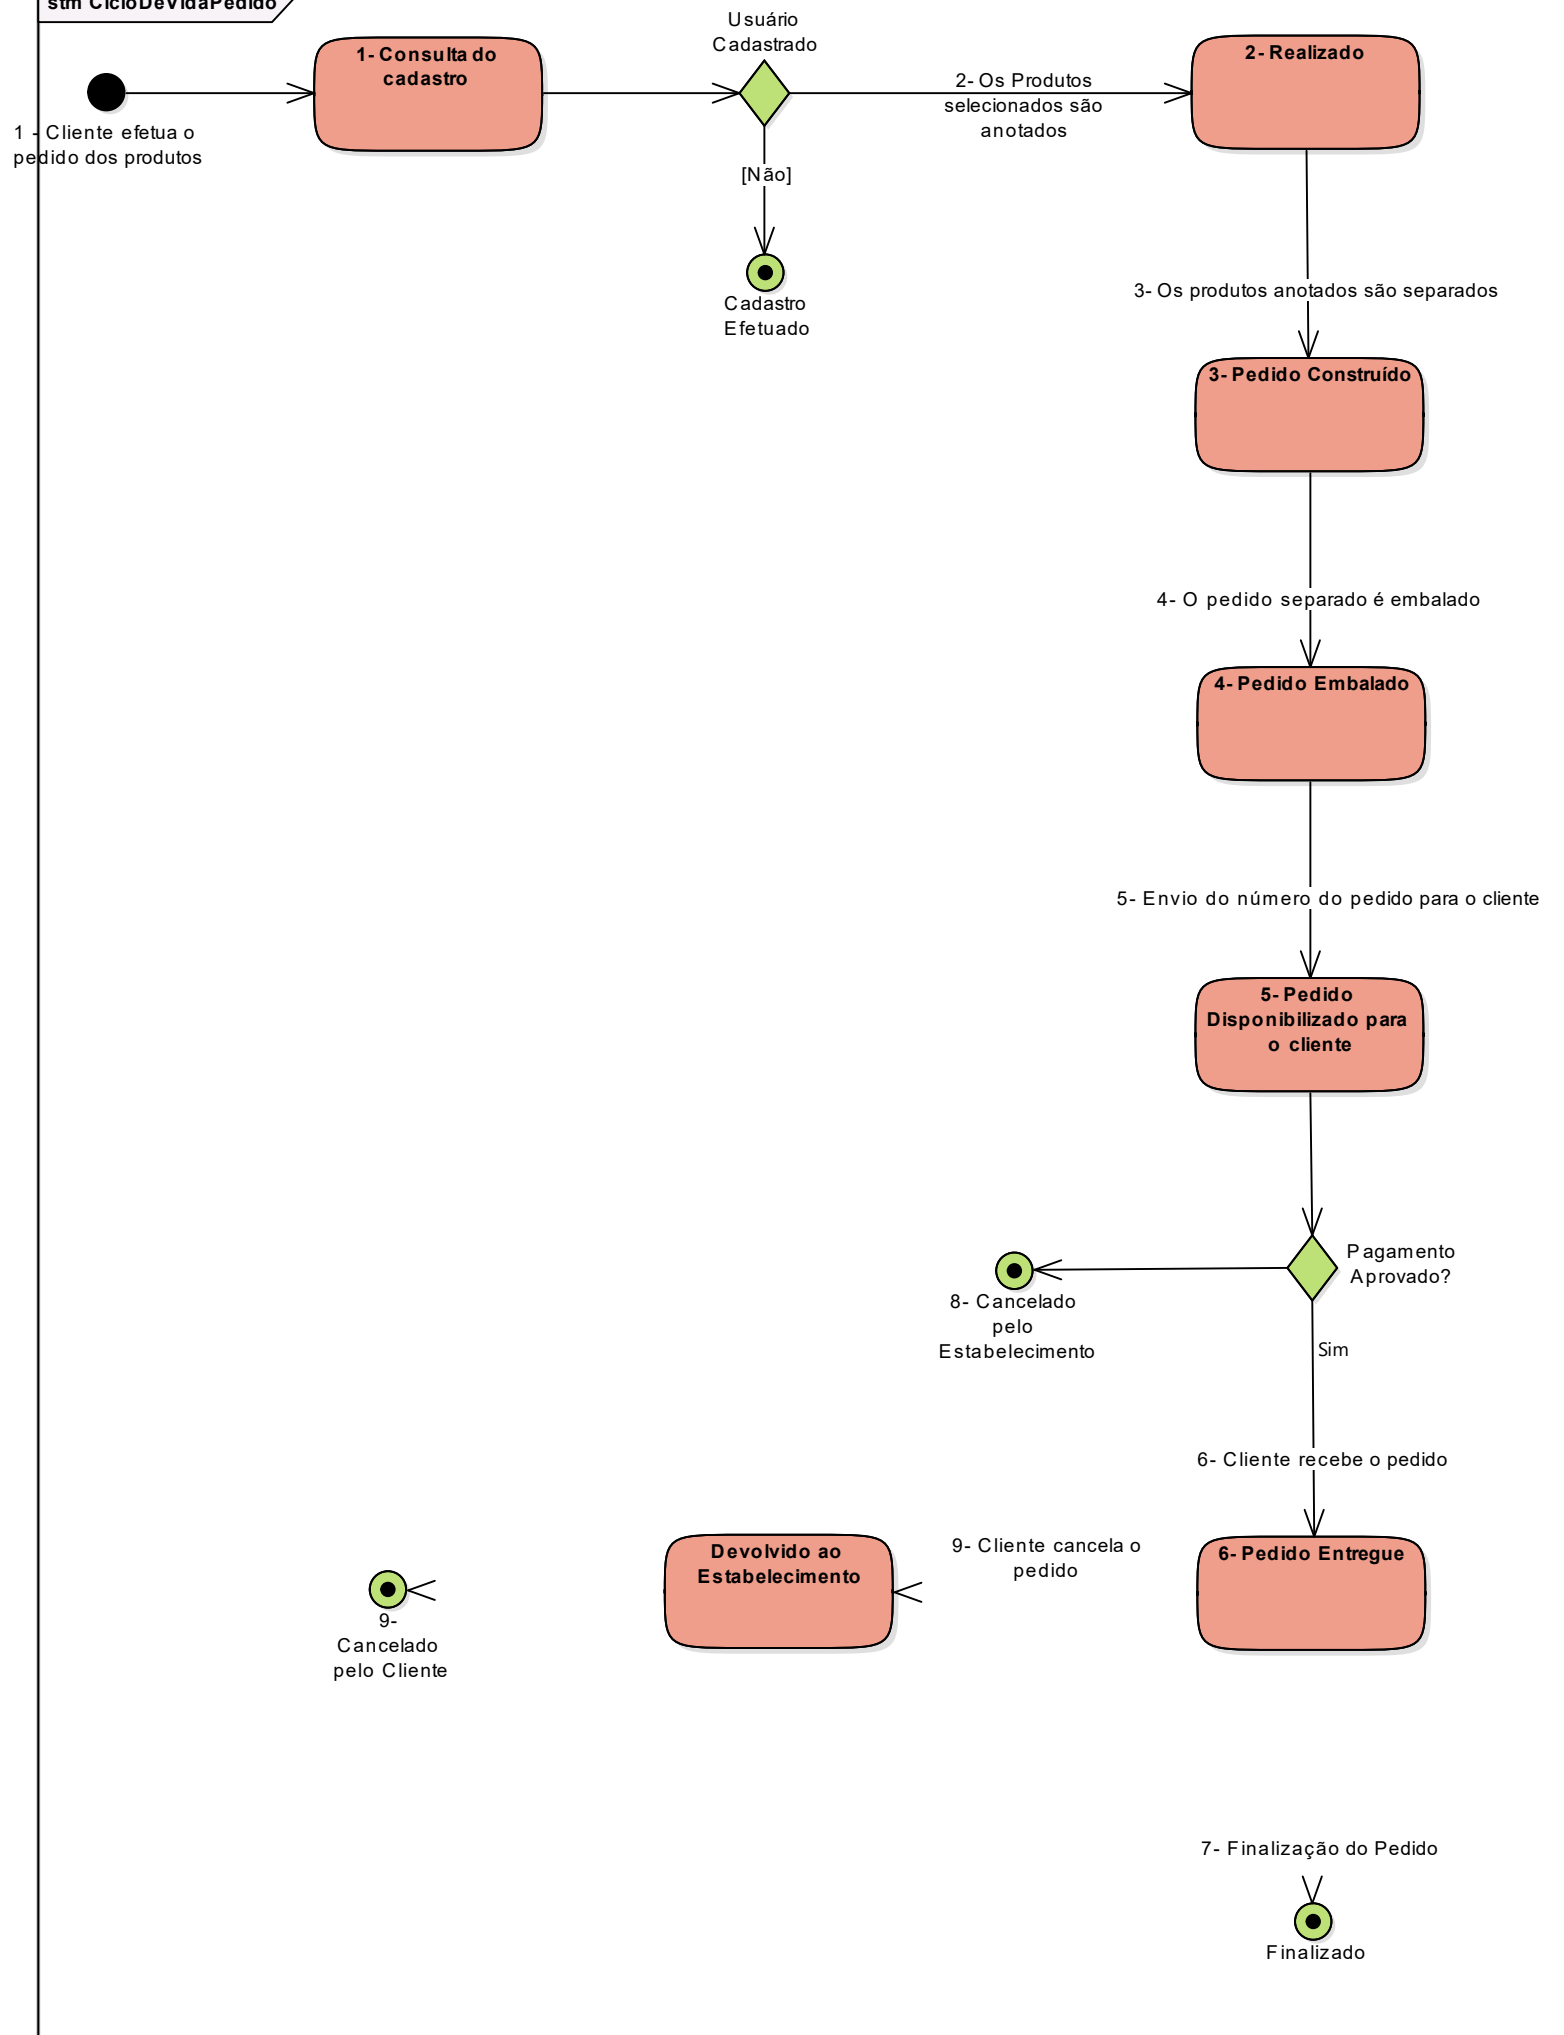 stm CicloDeVidaPedido
Usuário
Cadastrado
1- Consulta do
cadastro
2- Realizado
2- Os Produtos
selecionados são
anotados
1 - Cliente efetua o
pedido dos produtos
[Não]
Cadastro
Efetuado
3- Os produtos anotados são separados
3- Pedido Construído
4- O pedido separado é embalado
4- Pedido Embalado
5- Envio do número do pedido para o cliente
5- Pedido
Disponibilizado para
o cliente
Pagamento
Aprovado?
8- Cancelado
pelo
Estabelecimento
Sim
6- Cliente recebe o pedido
6- Pedido Entregue
9- Cliente cancela o
pedido
Devolvido ao
Estabelecimento
9-
Cancelado
pelo Cliente
7- Finalização do Pedido
Finalizado